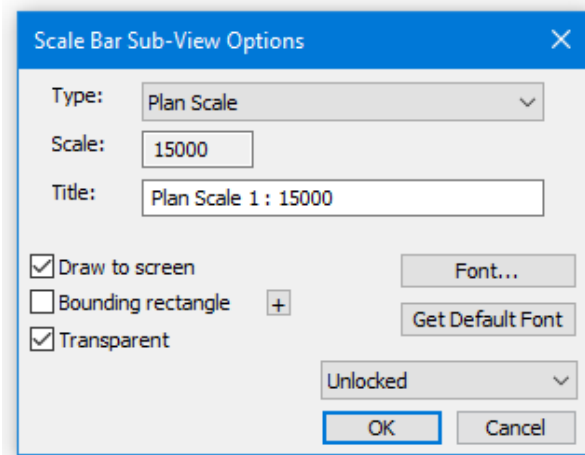 Scale Bar Sub-View Options
Type: Plan Scale
Scale: 15000
Title: Plan Scale 1 : 15000
Draw to screen Font...
Bounding rectangle +
Get Default Font
Transparent
Unlocked
OK Cancel